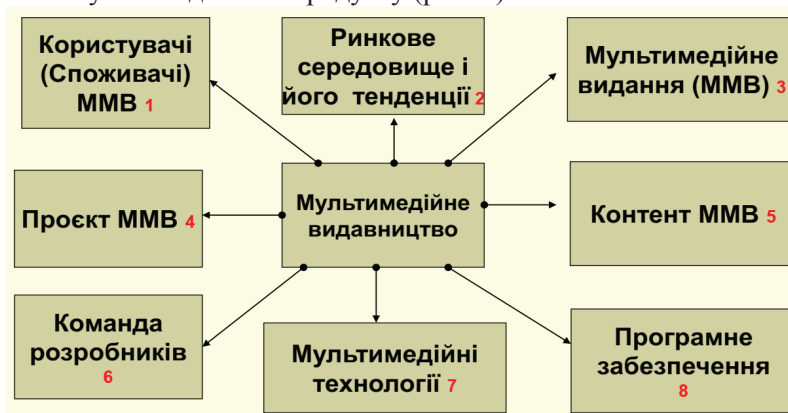 Користувачі
(Споживачі)
ММВ 1
Ринкове
середовище і
його тенденції 2
Мультимедійне
видання (ММВ) 3
Проєкт ММВ 4
Мультимедійне
видавництво
Контент ММВ 5
Команда
розробників
6
Мультимедійні
технології 7
Програмне
забезпечення
8